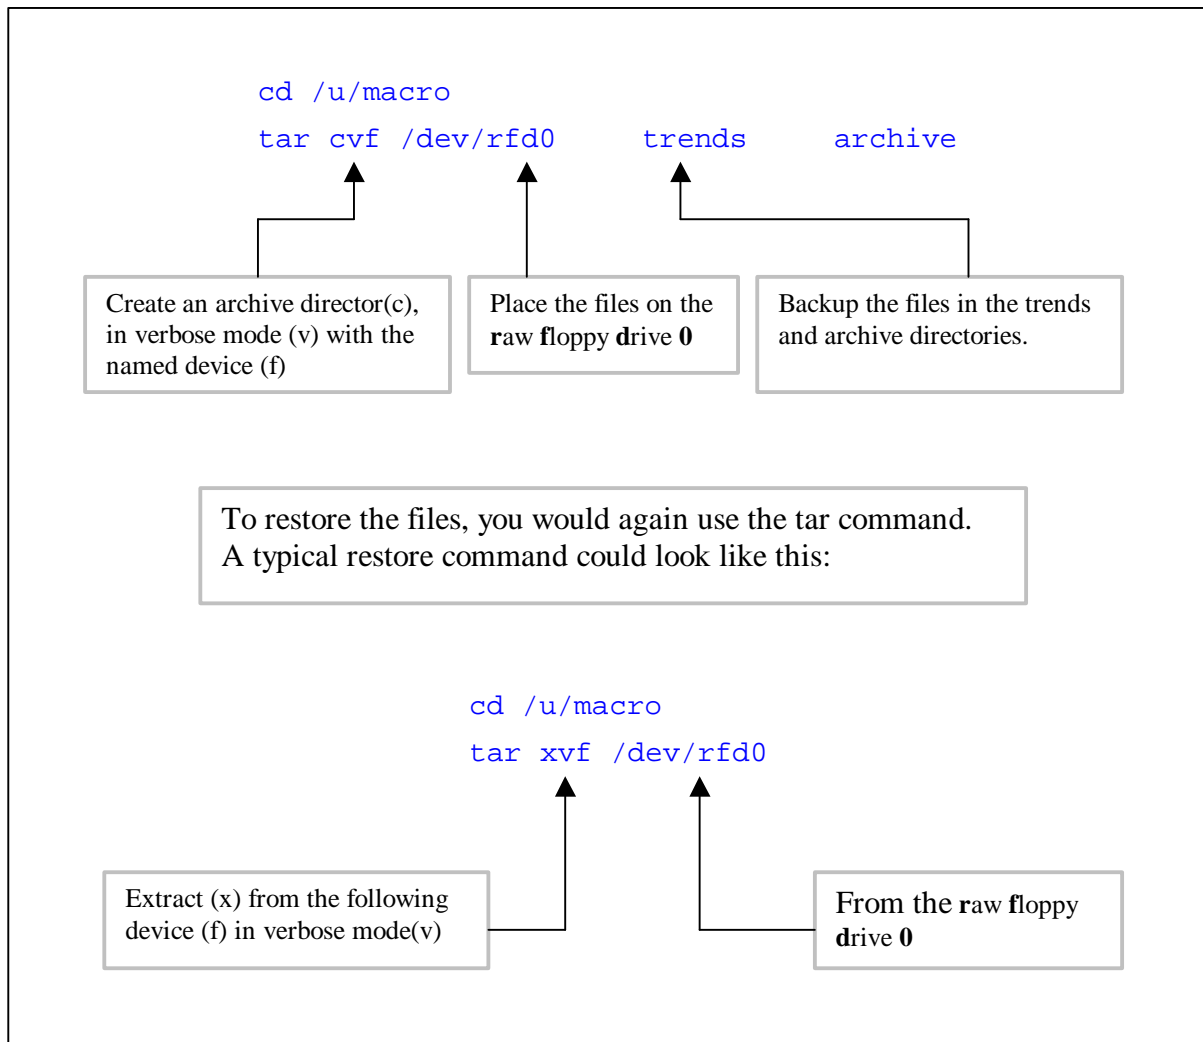 cd /u/macro
tar cvf /dev/rfd0 trends archive
Create an archive director(c),
in verbose mode (v) with the
named device (f)
Place the files on the
raw floppy drive 0
Backup the files in the trends
and archive directories.
To restore the files, you would again use the tar command.
A typical restore command could look like this:
cd /u/macro
tar xvf /dev/rfd0
Extract (x) from the following
device (f) in verbose mode(v)
From the raw floppy
drive 0